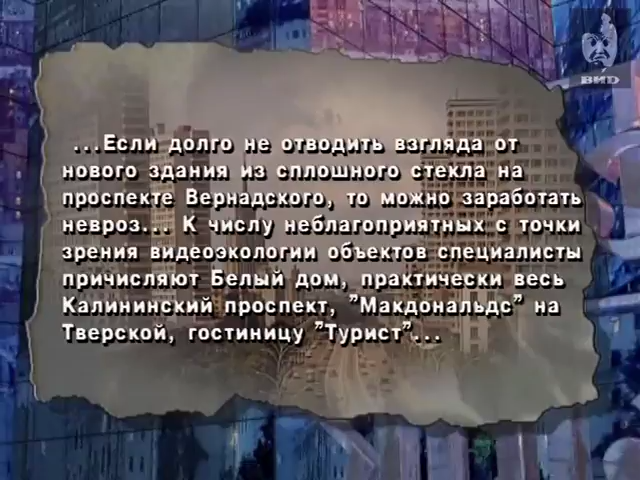 ВИD
...Если долго не отводить взгляда от
нового здания из сплошного стекла на
проспекте Вернадского, то можно заработать
невроз... К числу неблагоприятных с точки
зрения видеоэкологии объектов специалисты
причисляют Белый дом, практически весь
Калининский проспект, "Макдональдс" на
Тверской, гостиницу "Турист"...